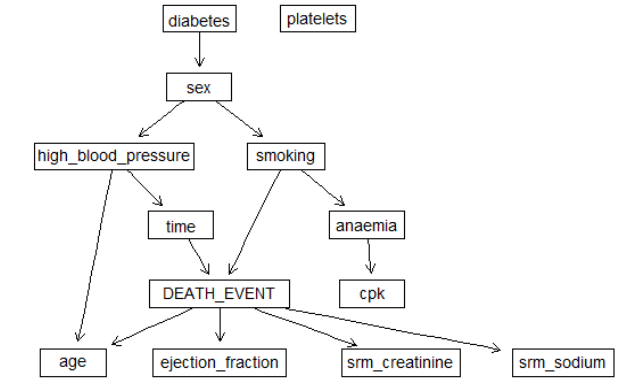 diabetes
platelets
sex
high_blood_pressure
smoking
time
anaemia
DEATH_EVENT
cpk
age
ejection_fraction
srm_creatinine
srm_sodium